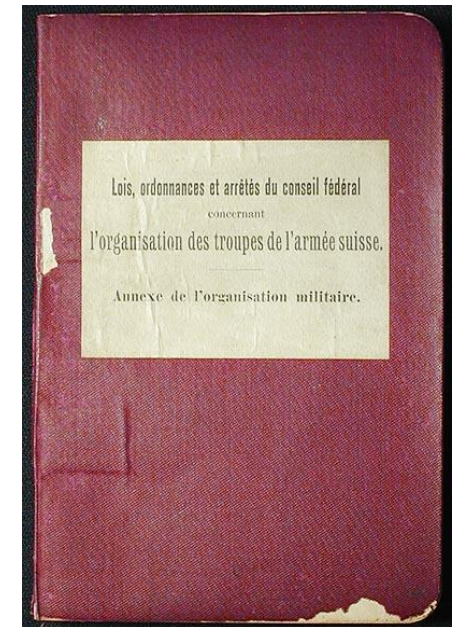 Lois, ordonnances et arrêtés du conseil fédéral
concernant
l'organisation des troupes de l'armée suisse.
Annexe de l'organisation militaire.